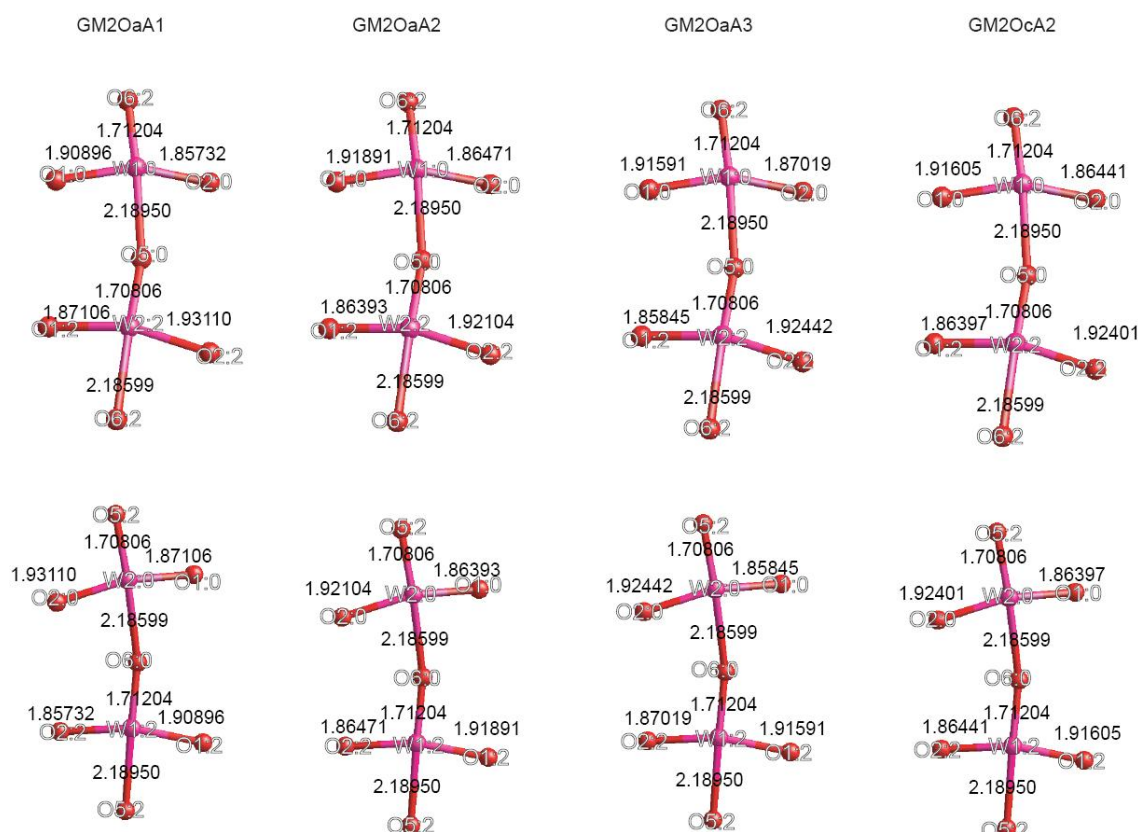 GM2OaA1 GM2OaA2 GM2OaA3 GM2OcA2
O6:2 O6:2 O6:2 O6:2
1.71204 1.71204 1.71204 1.71204
1.90896 1.85732 1.91891 1.86471 1.91591 1.87019 1.91605 1.86441
O1:0 W1:0 O2:0 O1:0 W1:0 O2:0 O1:0 W1:0 O2:0 O1:0 W1:0 O2:0
2.18950 2.18950 2.18950 2.18950
O5:0 O5:0 O5:0 O5:0
1.70806 1.70806 1.70806 1.70806
1.87106 1.93110 1.86393 1.92104 1.85845 1.92442 1.86397 1.92401
O1:2 W2:2 O2:2 O1:2 W2:2 O2:2 O1:2 W2:2 O2:2 O1:2 W2:2 O2:2
2.18599 2.18599 2.18599 2.18599
O6:2 O6:2 O6:2 O6:2
O5:2 O5:2 O5:2 O5:2
1.70806 1.70806 1.70806 1.70806
1.93110 1.87106 1.92104 1.86393 1.92442 1.85845 1.92401 1.86397
O2:0 W2:0 O1:0 O2:0 W2:0 O1:0 O2:0 W2:0 O1:0 O2:0 W2:0 O1:0
2.18599 2.18599 2.18599 2.18599
O6:0 O6:0 O6:0 O6:0
1.71204 1.71204 1.71204 1.71204
1.85732 1.90896 1.86471 1.91891 1.87019 1.91591 1.86441 1.91605
O2:2 W1:2 O1:2 O2:2 W1:2 O1:2 O2:2 W1:2 O1:2 O2:2 W1:2 O1:2
2.18950 2.18950 2.18950 2.18950
O5:2 O5:2 O5:2 O5:2